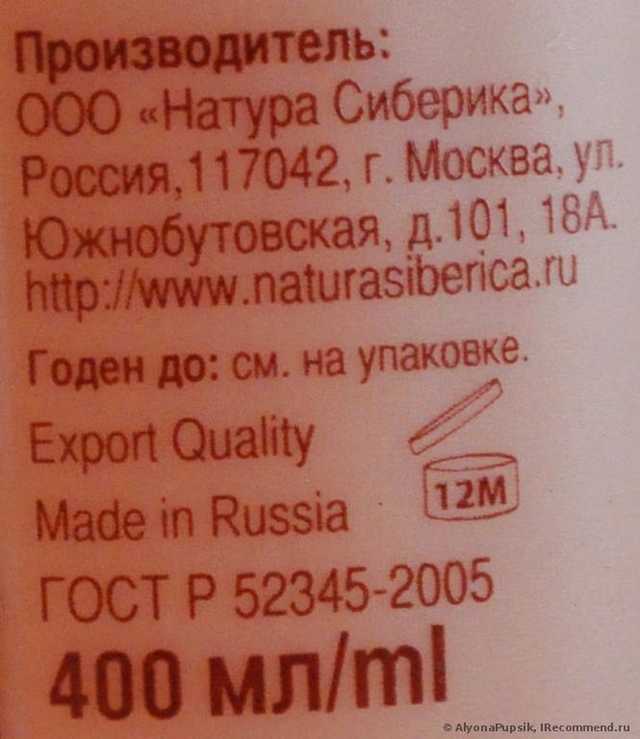 Производитель:
ООО «Натура Сиберика»,
Россия, 117042, г. Москва, ул.
Южнобутовская, д.101, 18А.
http://www.naturasiberica.ru
Годен до: см. на упаковке.
Export Quality
12M
Made in Russia
ГОСТ Р 52345-2005
400 мл/ml
© AlyonaPupsik, IRecommend.ru